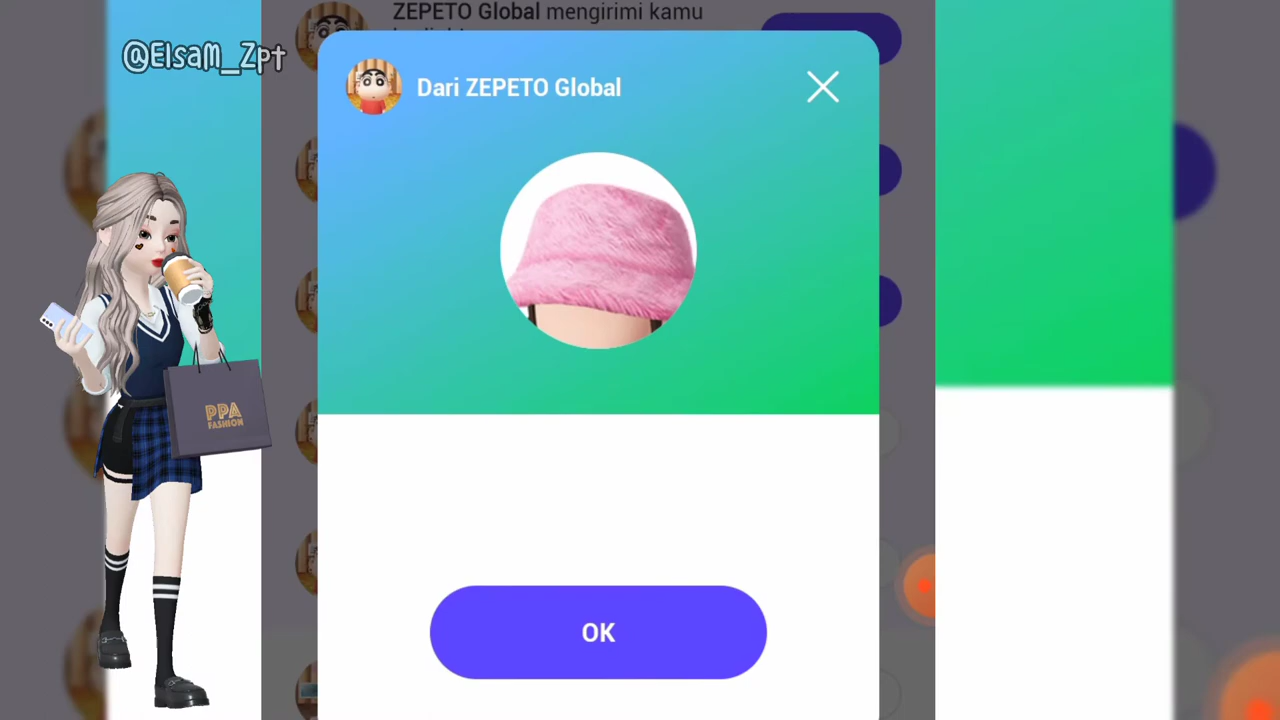 ZEPETO Global mengirimi kamu
@ElsaM_Zpt
Dari ZEPETO Global
PPA
FASHION
OK